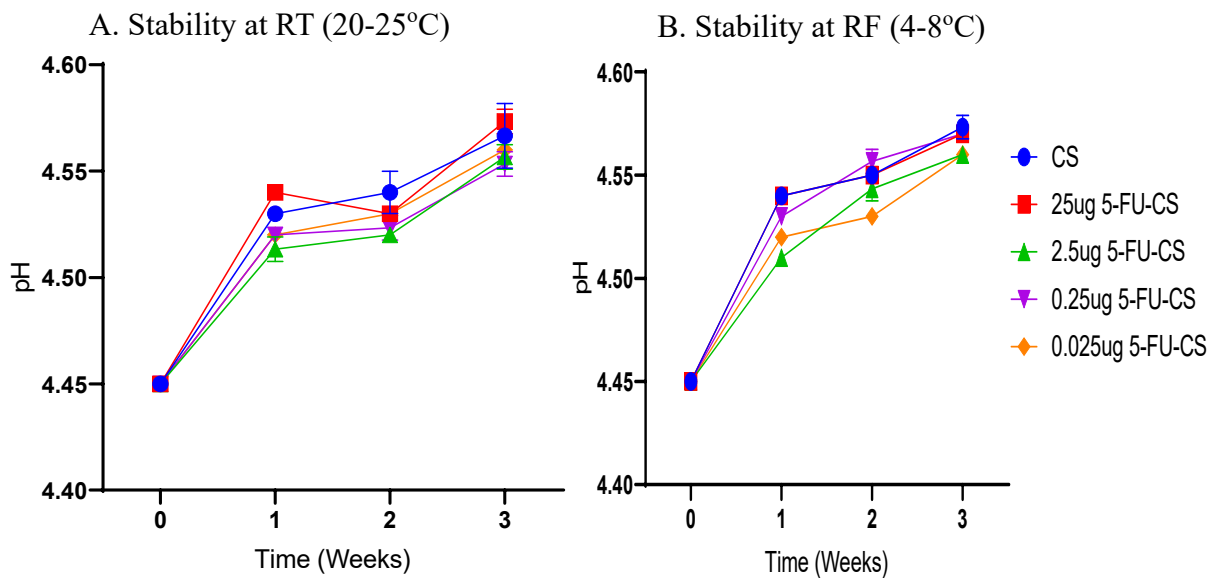 A. Stability at RT (20-25°C)
4.60
4.55
4.50
4.45
4.40
pH
0 1 2 3
Time (Weeks)
B. Stability at RF (4-8°C)
4.60
4.55
4.50
4.45
4.40
pH
0 1 2 3
Time (Weeks)
CS
25ug 5-FU-CS
2.5ug 5-FU-CS
0.25ug 5-FU-CS
0.025ug 5-FU-CS